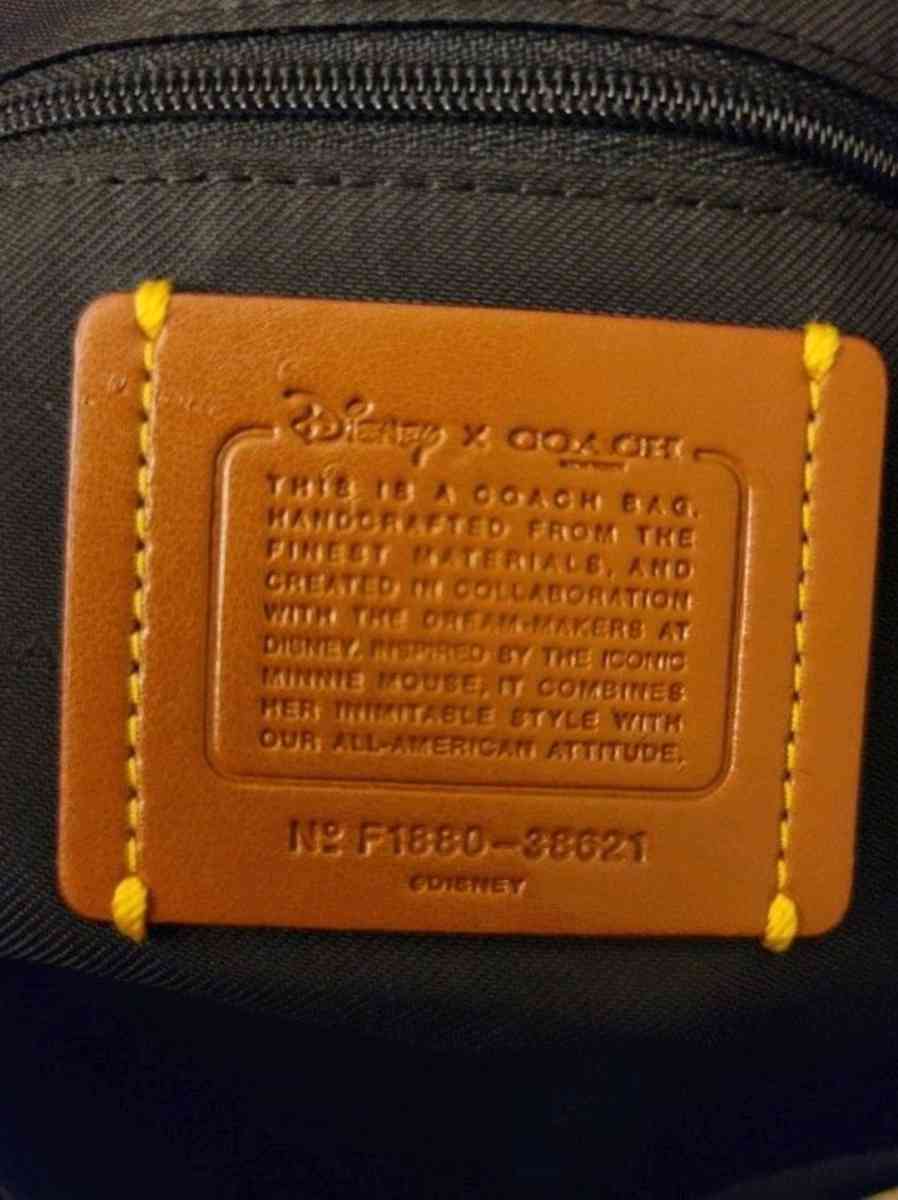 Disney x COACH
THIS IS A COACH BAG.
HANDCRAFTED FROM THE
FINEST MATERIALS, AND
CREATED IN COLLABORATION
WITH THE DREAM-MAKERS AT
DISNEY. INSPIRED BY THE ICONIC
MINNIE MOUSE, IT COMBINES
HER INIMITABLE STYLE WITH
OUR ALL-AMERICAN ATTITUDE.
Nº F1880-38621
©DISNEY